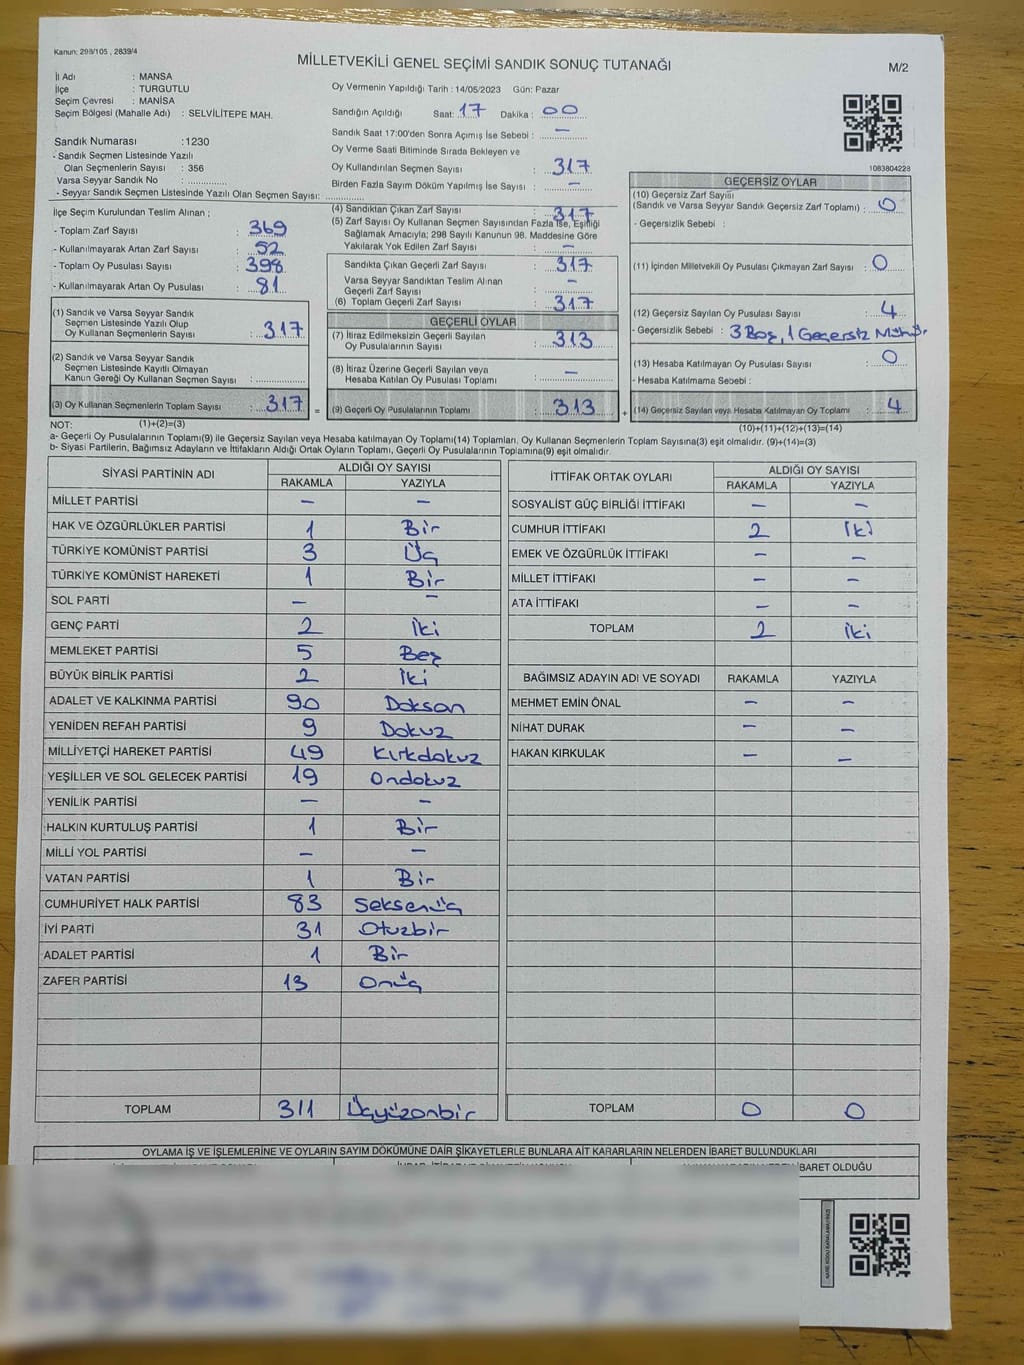 Kanun: 298/105 , 2839/4
MİLLETVEKİLİ GENEL SEÇİMİ SANDIK SONUÇ TUTANAĞI
M/2
İl Adı : MANSA
İlçe : TURGUTLU
Seçim Çevresi : MANİSA
Seçim Bölgesi (Mahalle Adı) : SELVİLİTEPE MAH.
Sandık Numarası :1230
- Sandık Seçmen Listesinde Yazılı
Olan Seçmenlerin Sayısı : 356
Varsa Seyyar Sandık No :
- Seyyar Sandık Seçmen Listesinde Yazılı Olan Seçmen Sayısı:
Oy Vermenin Yapıldığı Tarih : 14/05/2023 Gün: Pazar
Sandığın Açıldığı Saat: 17 Dakika : 00
Sandık Saat 17:00'den Sonra Açımış İse Sebebi : —
Oy Verme Saati Bitiminde Sırada Bekleyen ve
Oy Kullandırılan Seçmen Sayısı : 317
Birden Fazla Sayım Döküm Yapılmış İse Sayısı : —
1083804228
İlçe Seçim Kurulundan Teslim Alınan ;
- Toplam Zarf Sayısı : 369
- Kullanılmayarak Artan Zarf Sayısı : 52
- Toplam Oy Pusulası Sayısı : 398
- Kullanılmayarak Artan Oy Pusulası : 81
(1) Sandık ve Varsa Seyyar Sandık
Seçmen Listesinde Yazılı Olup
Oy Kullanan Seçmenlerin Sayısı : 317
(2) Sandık ve Varsa Seyyar Sandık
Seçmen Listesinde Kayıtlı Olmayan
Kanun Gereği Oy Kullanan Seçmen Sayısı :
(3) Oy Kullanan Seçmenlerin Toplam Sayısı : 317 =
(4) Sandıktan Çıkan Zarf Sayısı : 317
(5) Zarf Sayısı Oy Kullanan Seçmen Sayısından Fazla İse, Eşitliği
Sağlamak Amacıyla; 298 Sayılı Kanunun 98. Maddesine Göre
Yakılarak Yok Edilen Zarf Sayısı : —
Sandıkta Çıkan Geçerli Zarf Sayısı : 317
Varsa Seyyar Sandıktan Teslim Alınan
Geçerli Zarf Sayısı : —
(6) Toplam Geçerli Zarf Sayısı : 317
GEÇERLİ OYLAR
(7) İtiraz Edilmeksizin Geçerli Sayılan
Oy Pusulalarının Sayısı : 313
(8) İtiraz Üzerine Geçerli Sayılan veya
Hesaba Katılan Oy Pusulası Toplamı : —
(9) Geçerli Oy Pusulalarının Toplamı : 313 +
GEÇERSİZ OYLAR
(10) Geçersiz Zarf Sayısı
(Sandık ve Varsa Seyyar Sandık Geçersiz Zarf Toplamı) : 0
- Geçersizlik Sebebi :
(11) İçinden Milletvekili Oy Pusulası Çıkmayan Zarf Sayısı : 0
(12) Geçersiz Sayılan Oy Pusulası Sayısı : 4
- Geçersizlik Sebebi : 3 Boş, 1 Geçersiz Mühür
(13) Hesaba Katılmayan Oy Pusulası Sayısı : 0
- Hesaba Katılmama Sebebi :
(14) Geçersiz Sayılan veya Hesaba Katılmayan Oy Toplamı : 4
NOT: (1)+(2)=(3) (10)+(11)+(12)+(13)=(14)
a- Geçerli Oy Pusulalarının Toplamı(9) ile Geçersiz Sayılan veya Hesaba katılmayan Oy Toplamı(14) Toplamları, Oy Kullanan Seçmenlerin Toplam Sayısına(3) eşit olmalıdır. (9)+(14)=(3)
b- Siyasi Partilerin, Bağımsız Adayların ve İttifakların Aldığı Ortak Oyların Toplamı, Geçerli Oy Pusulalarının Toplamına(9) eşit olmalıdır.
SİYASİ PARTİNİN ADI ALDIĞI OY SAYISI
RAKAMLA YAZIYLA
MİLLET PARTİSİ — —
HAK VE ÖZGÜRLÜKLER PARTİSİ 1 Bir
TÜRKİYE KOMÜNİST PARTİSİ 3 Üç
TÜRKİYE KOMÜNİST HAREKETİ 1 Bir
SOL PARTİ — —
GENÇ PARTİ 2 İki
MEMLEKET PARTİSİ 5 Beş
BÜYÜK BİRLİK PARTİSİ 2 İki
ADALET VE KALKINMA PARTİSİ 90 Doksan
YENİDEN REFAH PARTİSİ 9 Dokuz
MİLLİYETÇİ HAREKET PARTİSİ 49 Kırkdokuz
YEŞİLLER VE SOL GELECEK PARTİSİ 19 Ondokuz
YENİLİK PARTİSİ — —
HALKIN KURTULUŞ PARTİSİ 1 Bir
MİLLİ YOL PARTİSİ — —
VATAN PARTİSİ 1 Bir
CUMHURİYET HALK PARTİSİ 83 Seksenüç
İYİ PARTİ 31 Otuzbir
ADALET PARTİSİ 1 Bir
ZAFER PARTİSİ 13 Onüç
TOPLAM 311 Üçyüzonbir
İTTİFAK ORTAK OYLARI ALDIĞI OY SAYISI
RAKAMLA YAZIYLA
SOSYALİST GÜÇ BİRLİĞİ İTTİFAKI — —
CUMHUR İTTİFAKI 2 İki
EMEK VE ÖZGÜRLÜK İTTİFAKI — —
MİLLET İTTİFAKI — —
ATA İTTİFAKI — —
TOPLAM 2 İki
BAĞIMSIZ ADAYIN ADI VE SOYADI RAKAMLA YAZIYLA
MEHMET EMİN ÖNAL — —
NİHAT DURAK — —
HAKAN KIRKULAK — —
TOPLAM 0 0
OYLAMA İŞ VE İŞLEMLERİNE VE OYLARIN SAYIM DÖKÜMÜNE DAİR ŞİKAYETLERLE BUNLARA AİT KARARLARIN NELERDEN İBARET BULUNDUKLARI
İBARET OLDUĞU